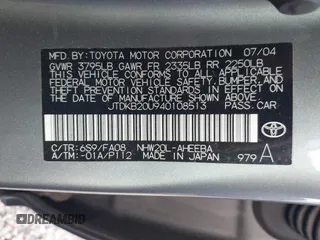 MFD. BY: TOYOTA MOTOR CORPORATION 07/04
GVWR 3795LB GAWR FR 2335LB RR 2250LB
THIS VEHICLE CONFORMS TO ALL APPLICABLE
FEDERAL MOTOR VEHICLE SAFETY, BUMPER, AND
THEFT PREVENTION STANDARDS IN EFFECT ON
THE DATE OF MANUFACTURE SHOWN ABOVE.
JTDKB20U940108513 PASS.CAR
C/TR: 6S9/FA08 NHW20L-AHEEBA
A/TM: -01A/P112 MADE IN JAPAN 979 A
TOYOTA